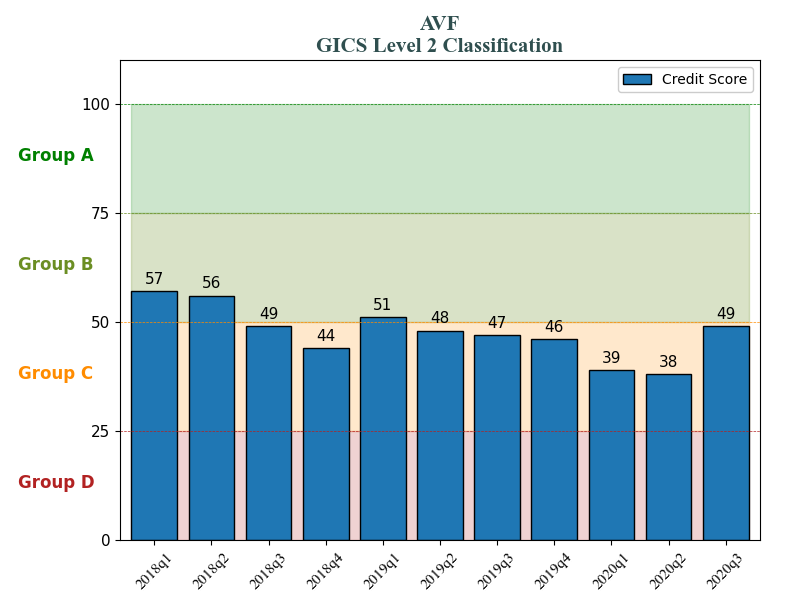 AVF
GICS Level 2 Classification
Credit Score
100
Group A
75
Group B
57
56
49
44
51
48
47
46
39
38
49
50
Group C
25
Group D
0
2018q1
2018q2
2018q3
2018q4
2019q1
2019q2
2019q3
2019q4
2020q1
2020q2
2020q3